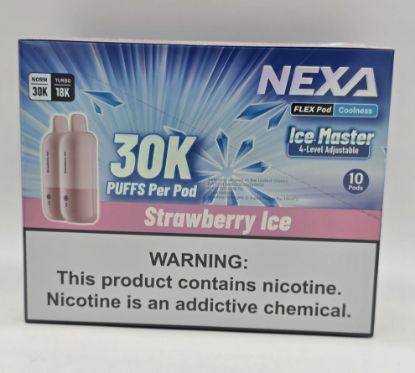 NEXA
NORM 30K
TURBO 18K
FLEX Pod Coolness
Ice Master
4-Level Adjustable
30K
PUFFS Per Pod
10
Pods
Strawberry Ice
WARNING:
This product contains nicotine.
Nicotine is an addictive chemical.